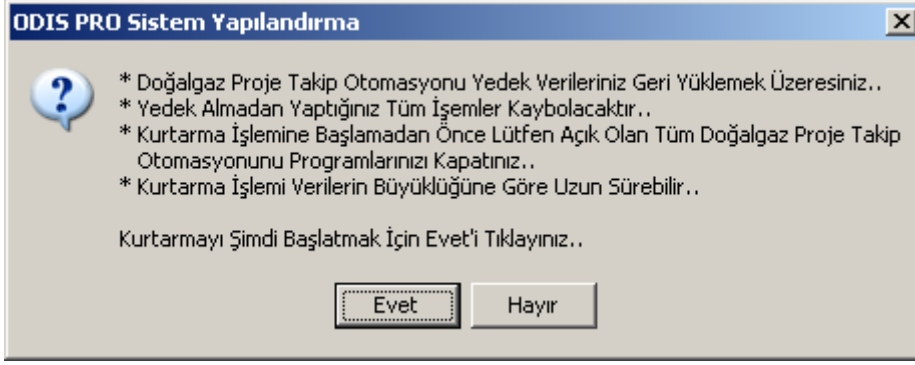 ODIS PRO Sistem Yapılandırma
* Doğalgaz Proje Takip Otomasyonu Yedek Verileriniz Geri Yüklemek Üzeresiniz..
* Yedek Almadan Yaptığınız Tüm İşemler Kaybolacaktır..
* Kurtarma İşlemine Başlamadan Önce Lütfen Açık Olan Tüm Doğalgaz Proje Takip
Otomasyonunu Programlarınızı Kapatınız..
* Kurtarma İşlemi Verilerin Büyüklüğüne Göre Uzun Sürebilir..
Kurtarmayı Şimdi Başlatmak İçin Evet'i Tıklayınız..
Evet
Hayır